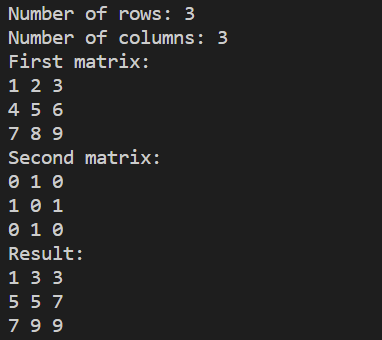 Number of rows: 3
Number of columns: 3
First matrix:
1 2 3
4 5 6
7 8 9
Second matrix:
0 1 0
1 0 1
0 1 0
Result:
1 3 3
5 5 7
7 9 9